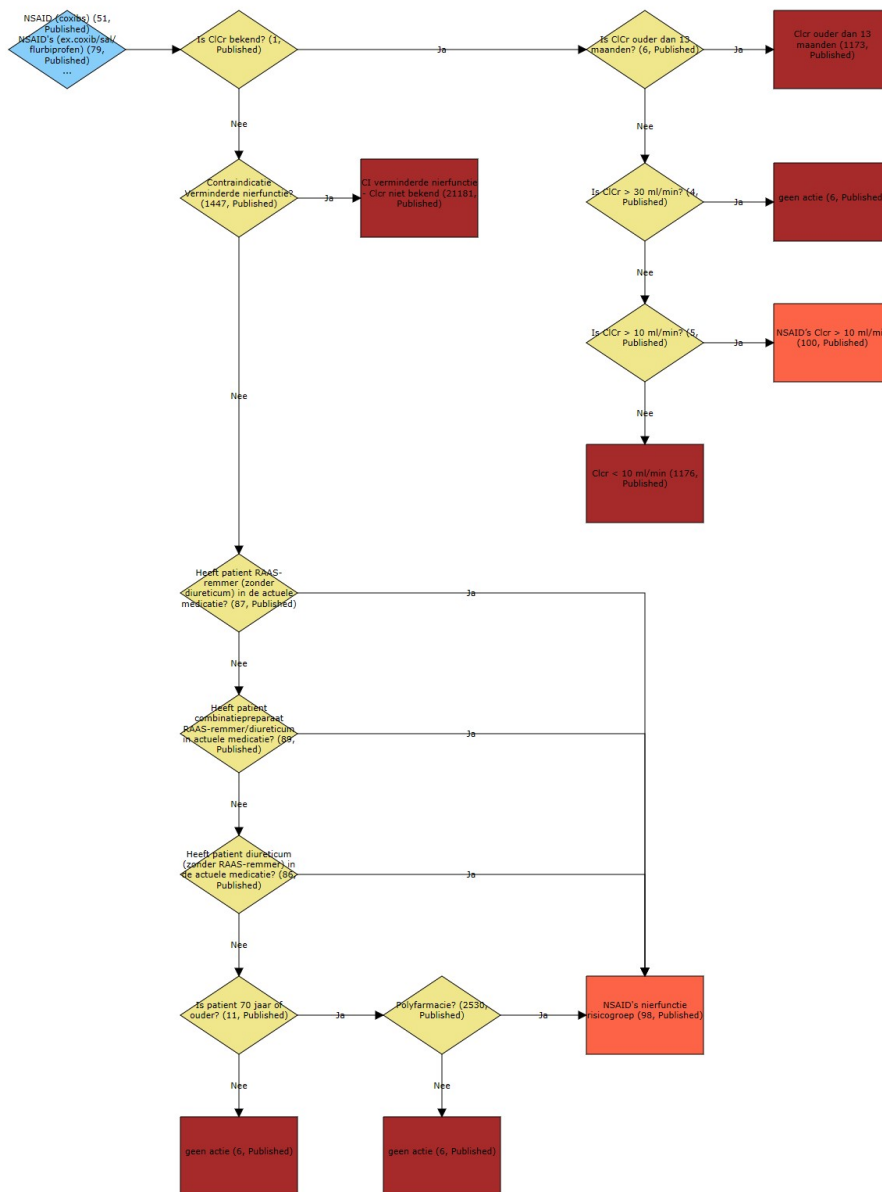 NSAID (coxibs) (51,
Published)
NSAID's (ex.coxib/sal/
flurbiprofen) (79,
Published)
...
Is ClCr bekend? (1,
Published)
Ja
Is ClCr ouder dan 13
maanden? (6, Published)
Ja
Clcr ouder dan 13
maanden (1173,
Published)
Nee
Nee
Contraindicatie
Verminderde nierfunctie?
(1447, Published)
Ja
CI verminderde nierfunctie
- Clcr niet bekend (21181,
Published)
Is ClCr > 30 ml/min? (4,
Published)
Ja
geen actie (6, Published)
Nee
Is ClCr > 10 ml/min? (5,
Published)
Ja
NSAID's Clcr > 10 ml/min
(100, Published)
Nee
Nee
Clcr < 10 ml/min (1176,
Published)
Heeft patient RAAS-
remmer (zonder
diureticum) in de actuele
medicatie? (87, Published)
Ja
Nee
Heeft patient
combinatiepreparaat
RAAS-remmer/diureticum
in actuele medicatie? (89,
Published)
Ja
Nee
Heeft patient diureticum
(zonder RAAS-remmer) in
de actuele medicatie? (86,
Published)
Ja
Nee
Is patient 70 jaar of
ouder? (11, Published)
Ja
Polyfarmacie? (2530,
Published)
Ja
NSAID's nierfunctie
risicogroep (98, Published)
Nee
Nee
geen actie (6, Published)
geen actie (6, Published)